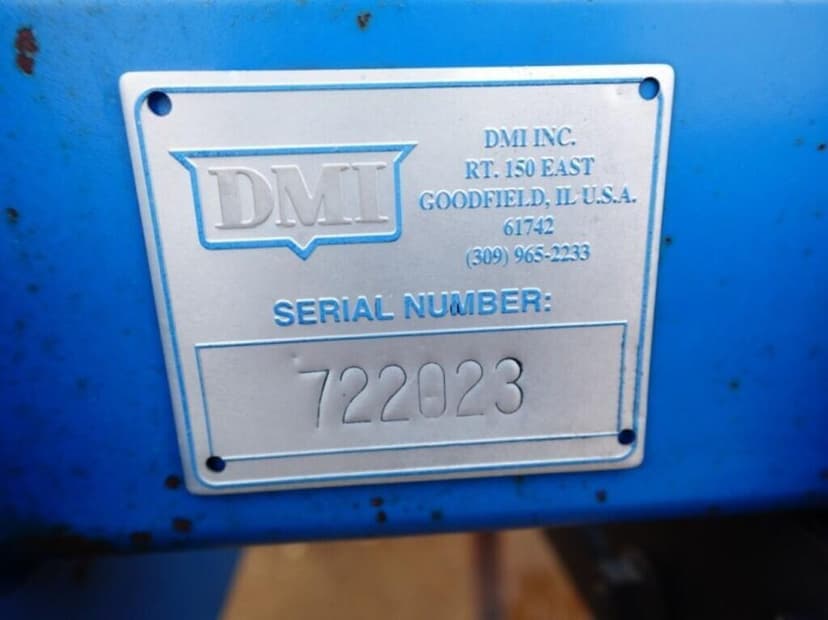 DMI
DMI INC.
RT. 150 EAST
GOODFIELD, IL U.S.A.
61742
(309) 965-2233
SERIAL NUMBER:
722023